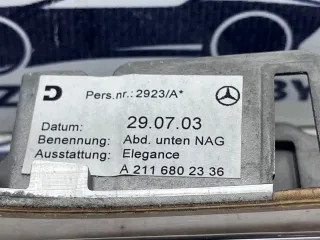 Pers.nr.: 2923/A*
Datum: 29.07.03
Benennung: Abd. unten NAG
Ausstattung: Elegance
A 211 680 23 36